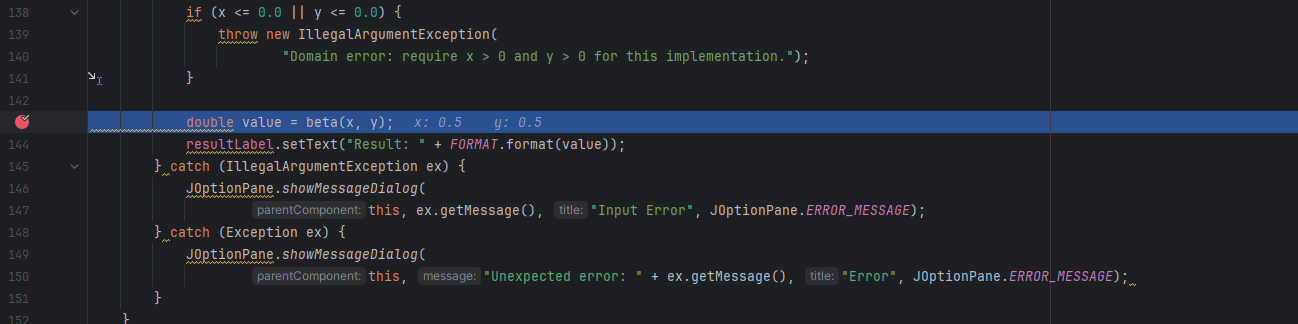 138 if (x <= 0.0 || y <= 0.0) {
139 throw new IllegalArgumentException(
140 "Domain error: require x > 0 and y > 0 for this implementation.");
141 }
142
double value = beta(x, y); x: 0.5 y: 0.5
144 resultLabel.setText("Result: " + FORMAT.format(value));
145 } catch (IllegalArgumentException ex) {
146 JOptionPane.showMessageDialog(
147 parentComponent: this, ex.getMessage(), title: "Input Error", JOptionPane.ERROR_MESSAGE);
148 } catch (Exception ex) {
149 JOptionPane.showMessageDialog(
150 parentComponent: this, message: "Unexpected error: " + ex.getMessage(), title: "Error", JOptionPane.ERROR_MESSAGE);
151 }
152 }